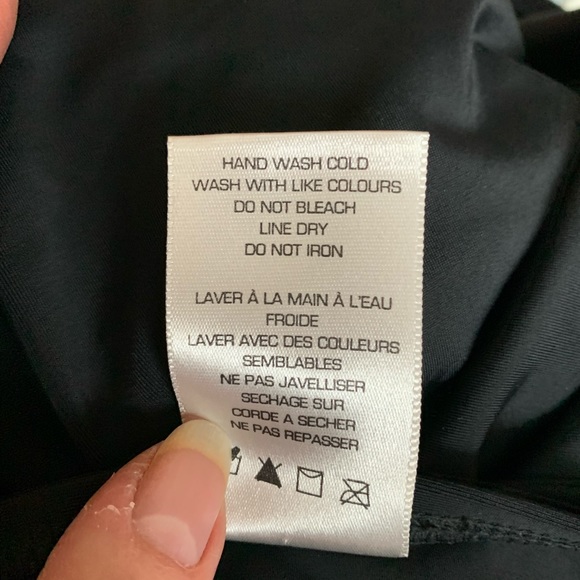 HAND WASH COLD
WASH WITH LIKE COLOURS
DO NOT BLEACH
LINE DRY
DO NOT IRON
LAVER À LA MAIN À L'EAU
FROIDE
LAVER AVEC DES COULEURS
SEMBLABLES
NE PAS JAVELLISER
SECHAGE SUR
CORDE A SECHER
NE PAS REPASSER